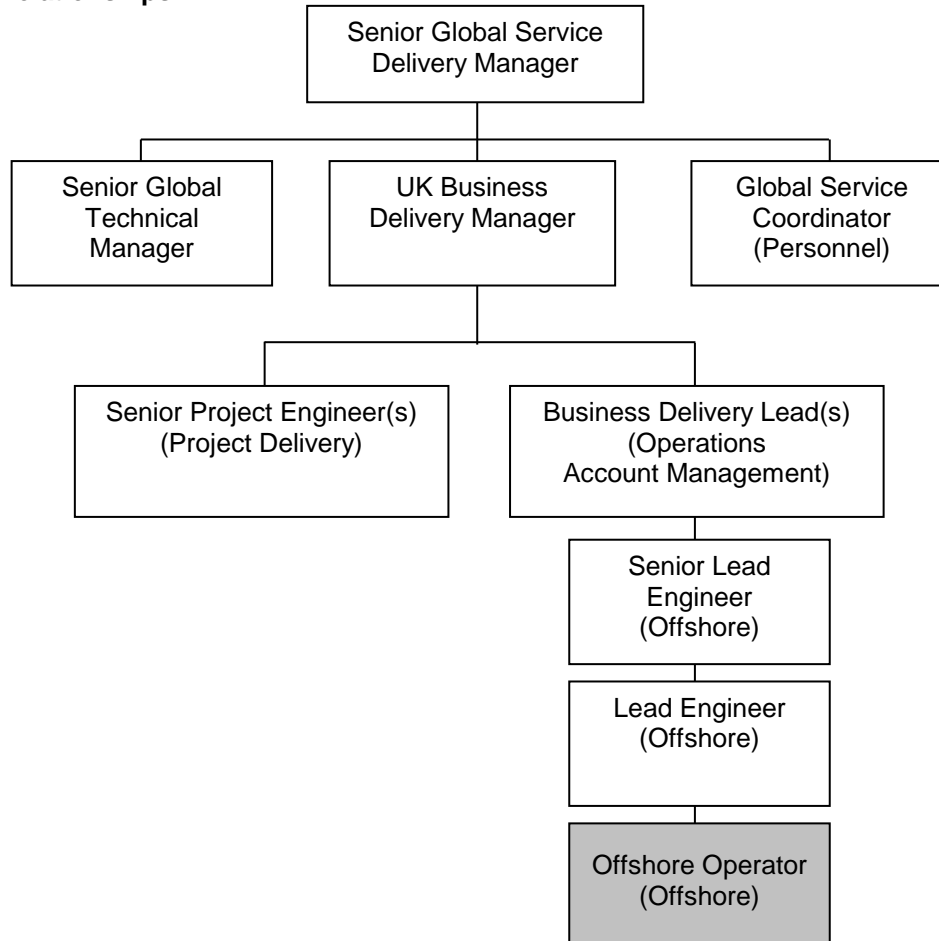 Senior Global Service
Delivery Manager
Senior Global
Technical
Manager
UK Business
Delivery Manager
Global Service
Coordinator
(Personnel)
Senior Project Engineer(s)
(Project Delivery)
Business Delivery Lead(s)
(Operations
Account Management)
Senior Lead
Engineer
(Offshore)
Lead Engineer
(Offshore)
Offshore Operator
(Offshore)